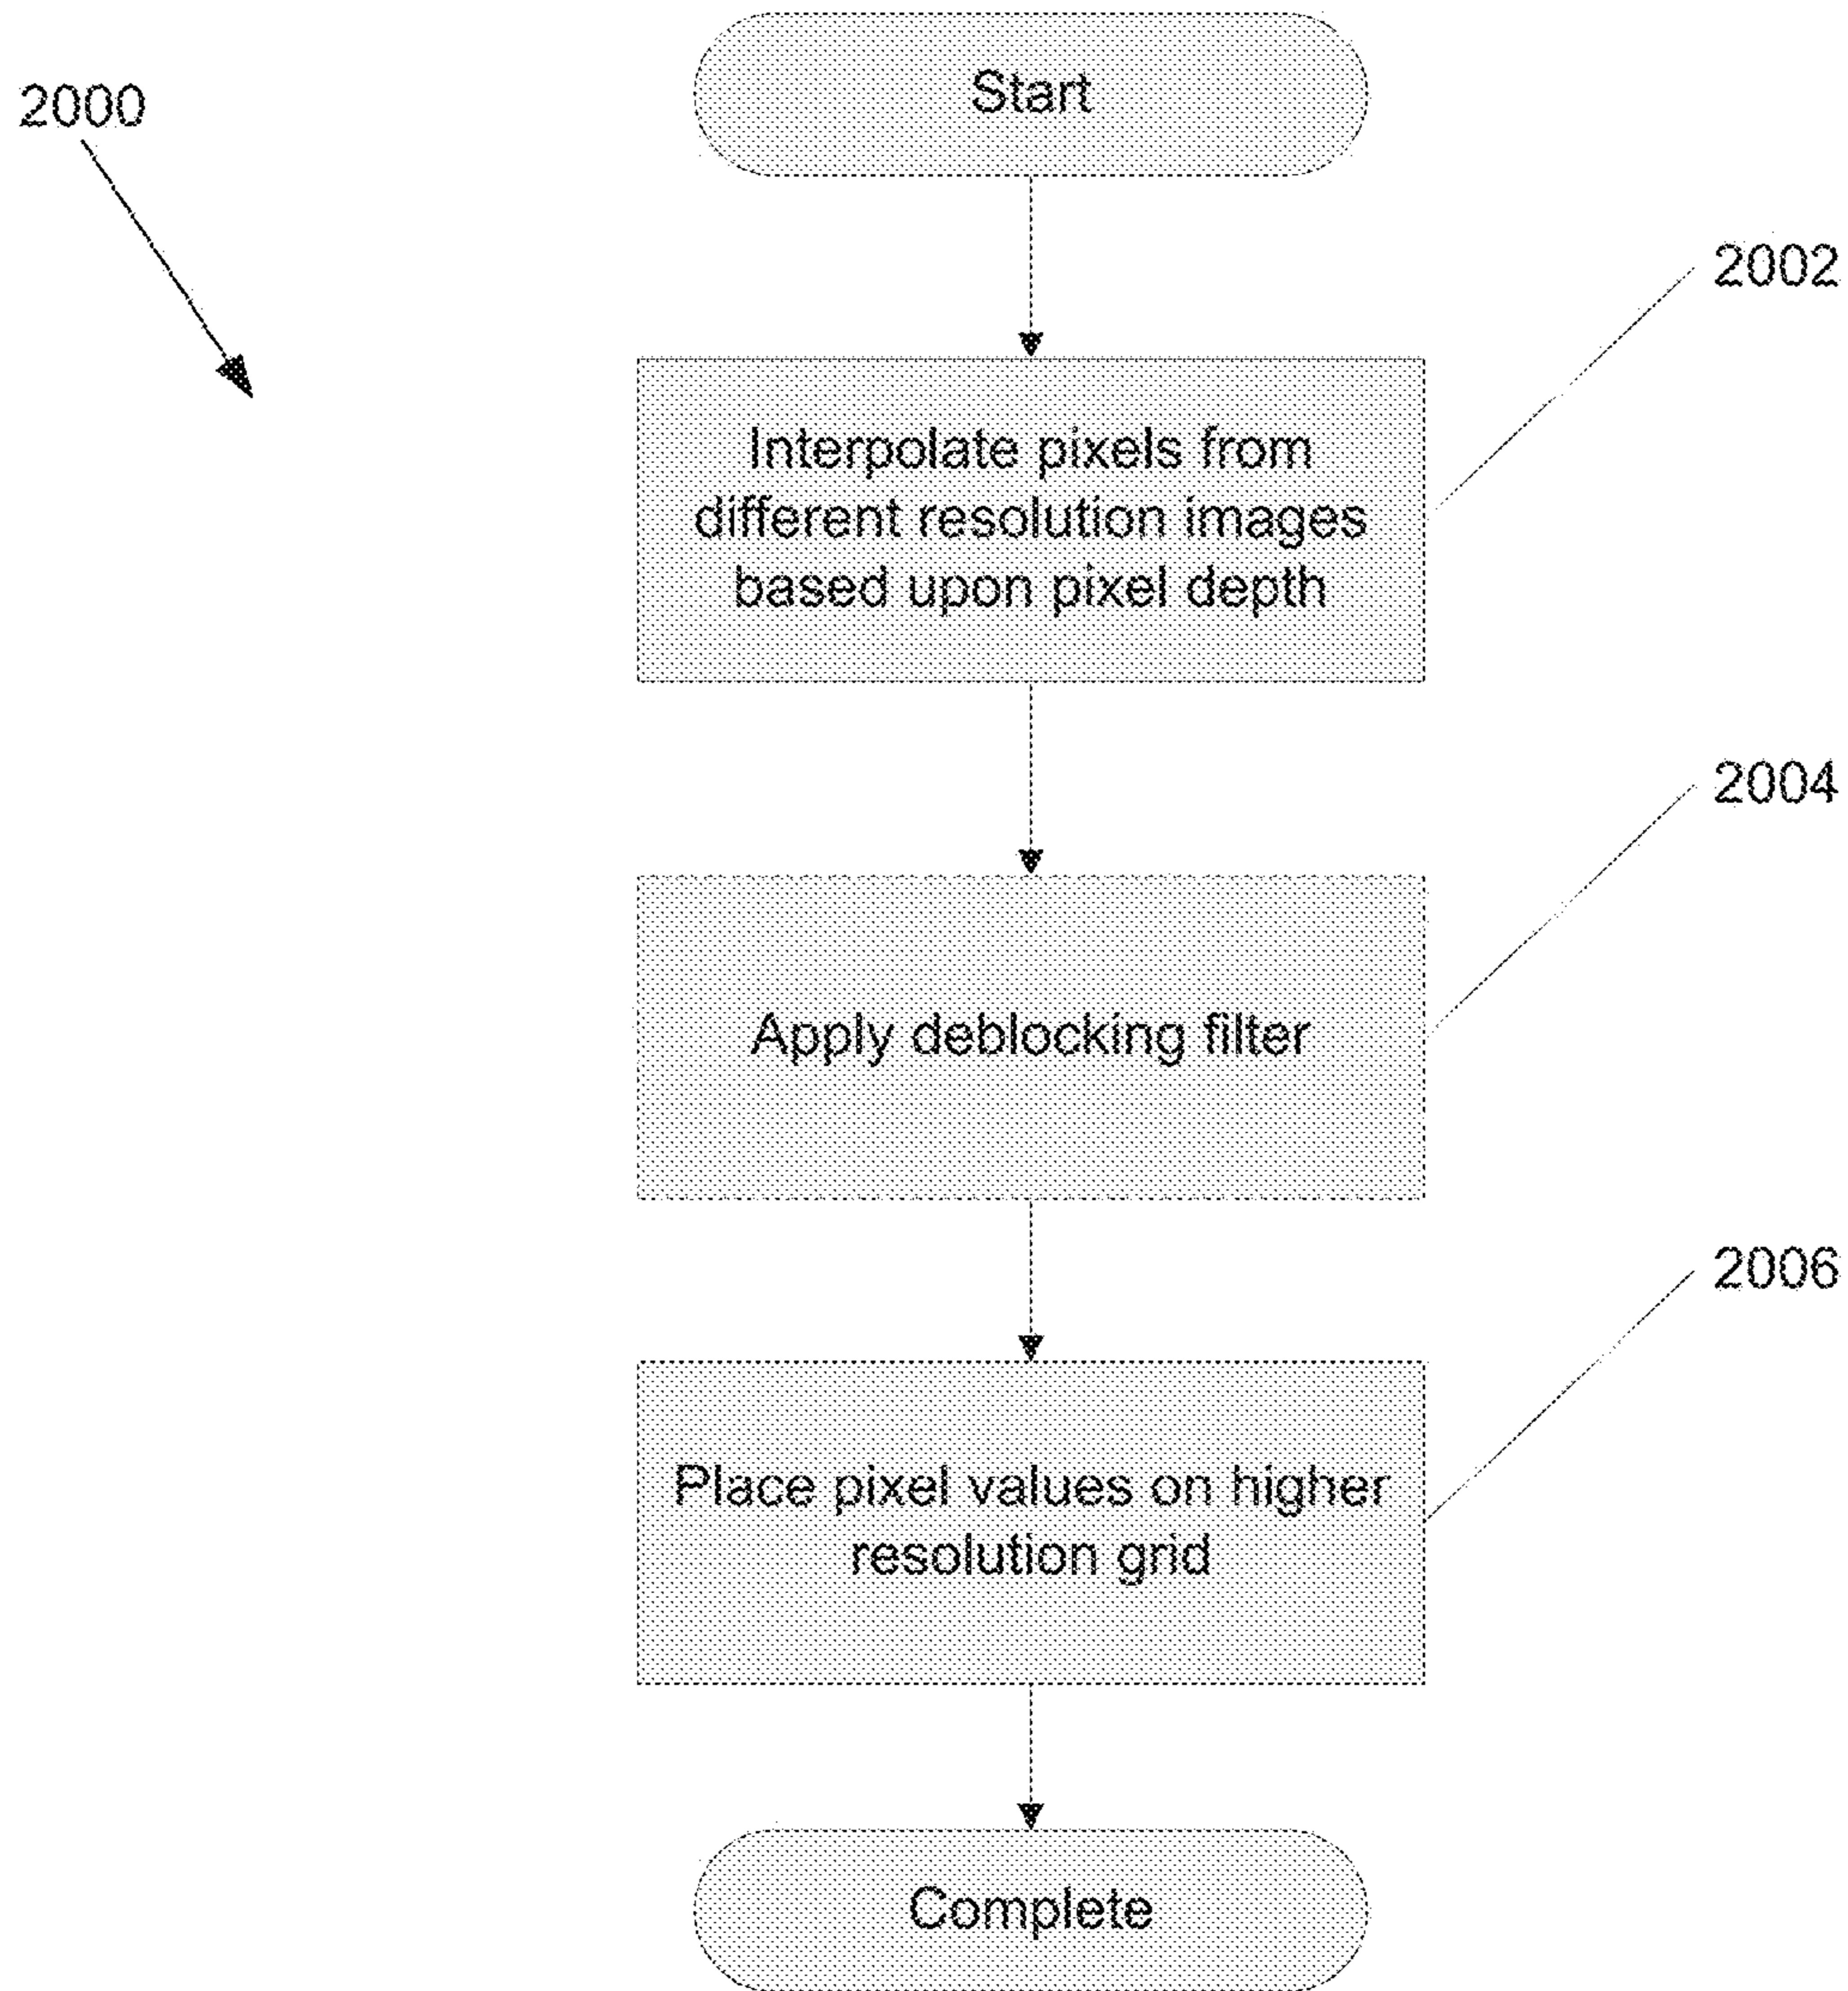 Start
2000
2002
Interpolate pixels from
different resolution images
based upon pixel depth
2004
Apply deblocking filter
2006
Place pixel values on higher
resolution grid
Complete